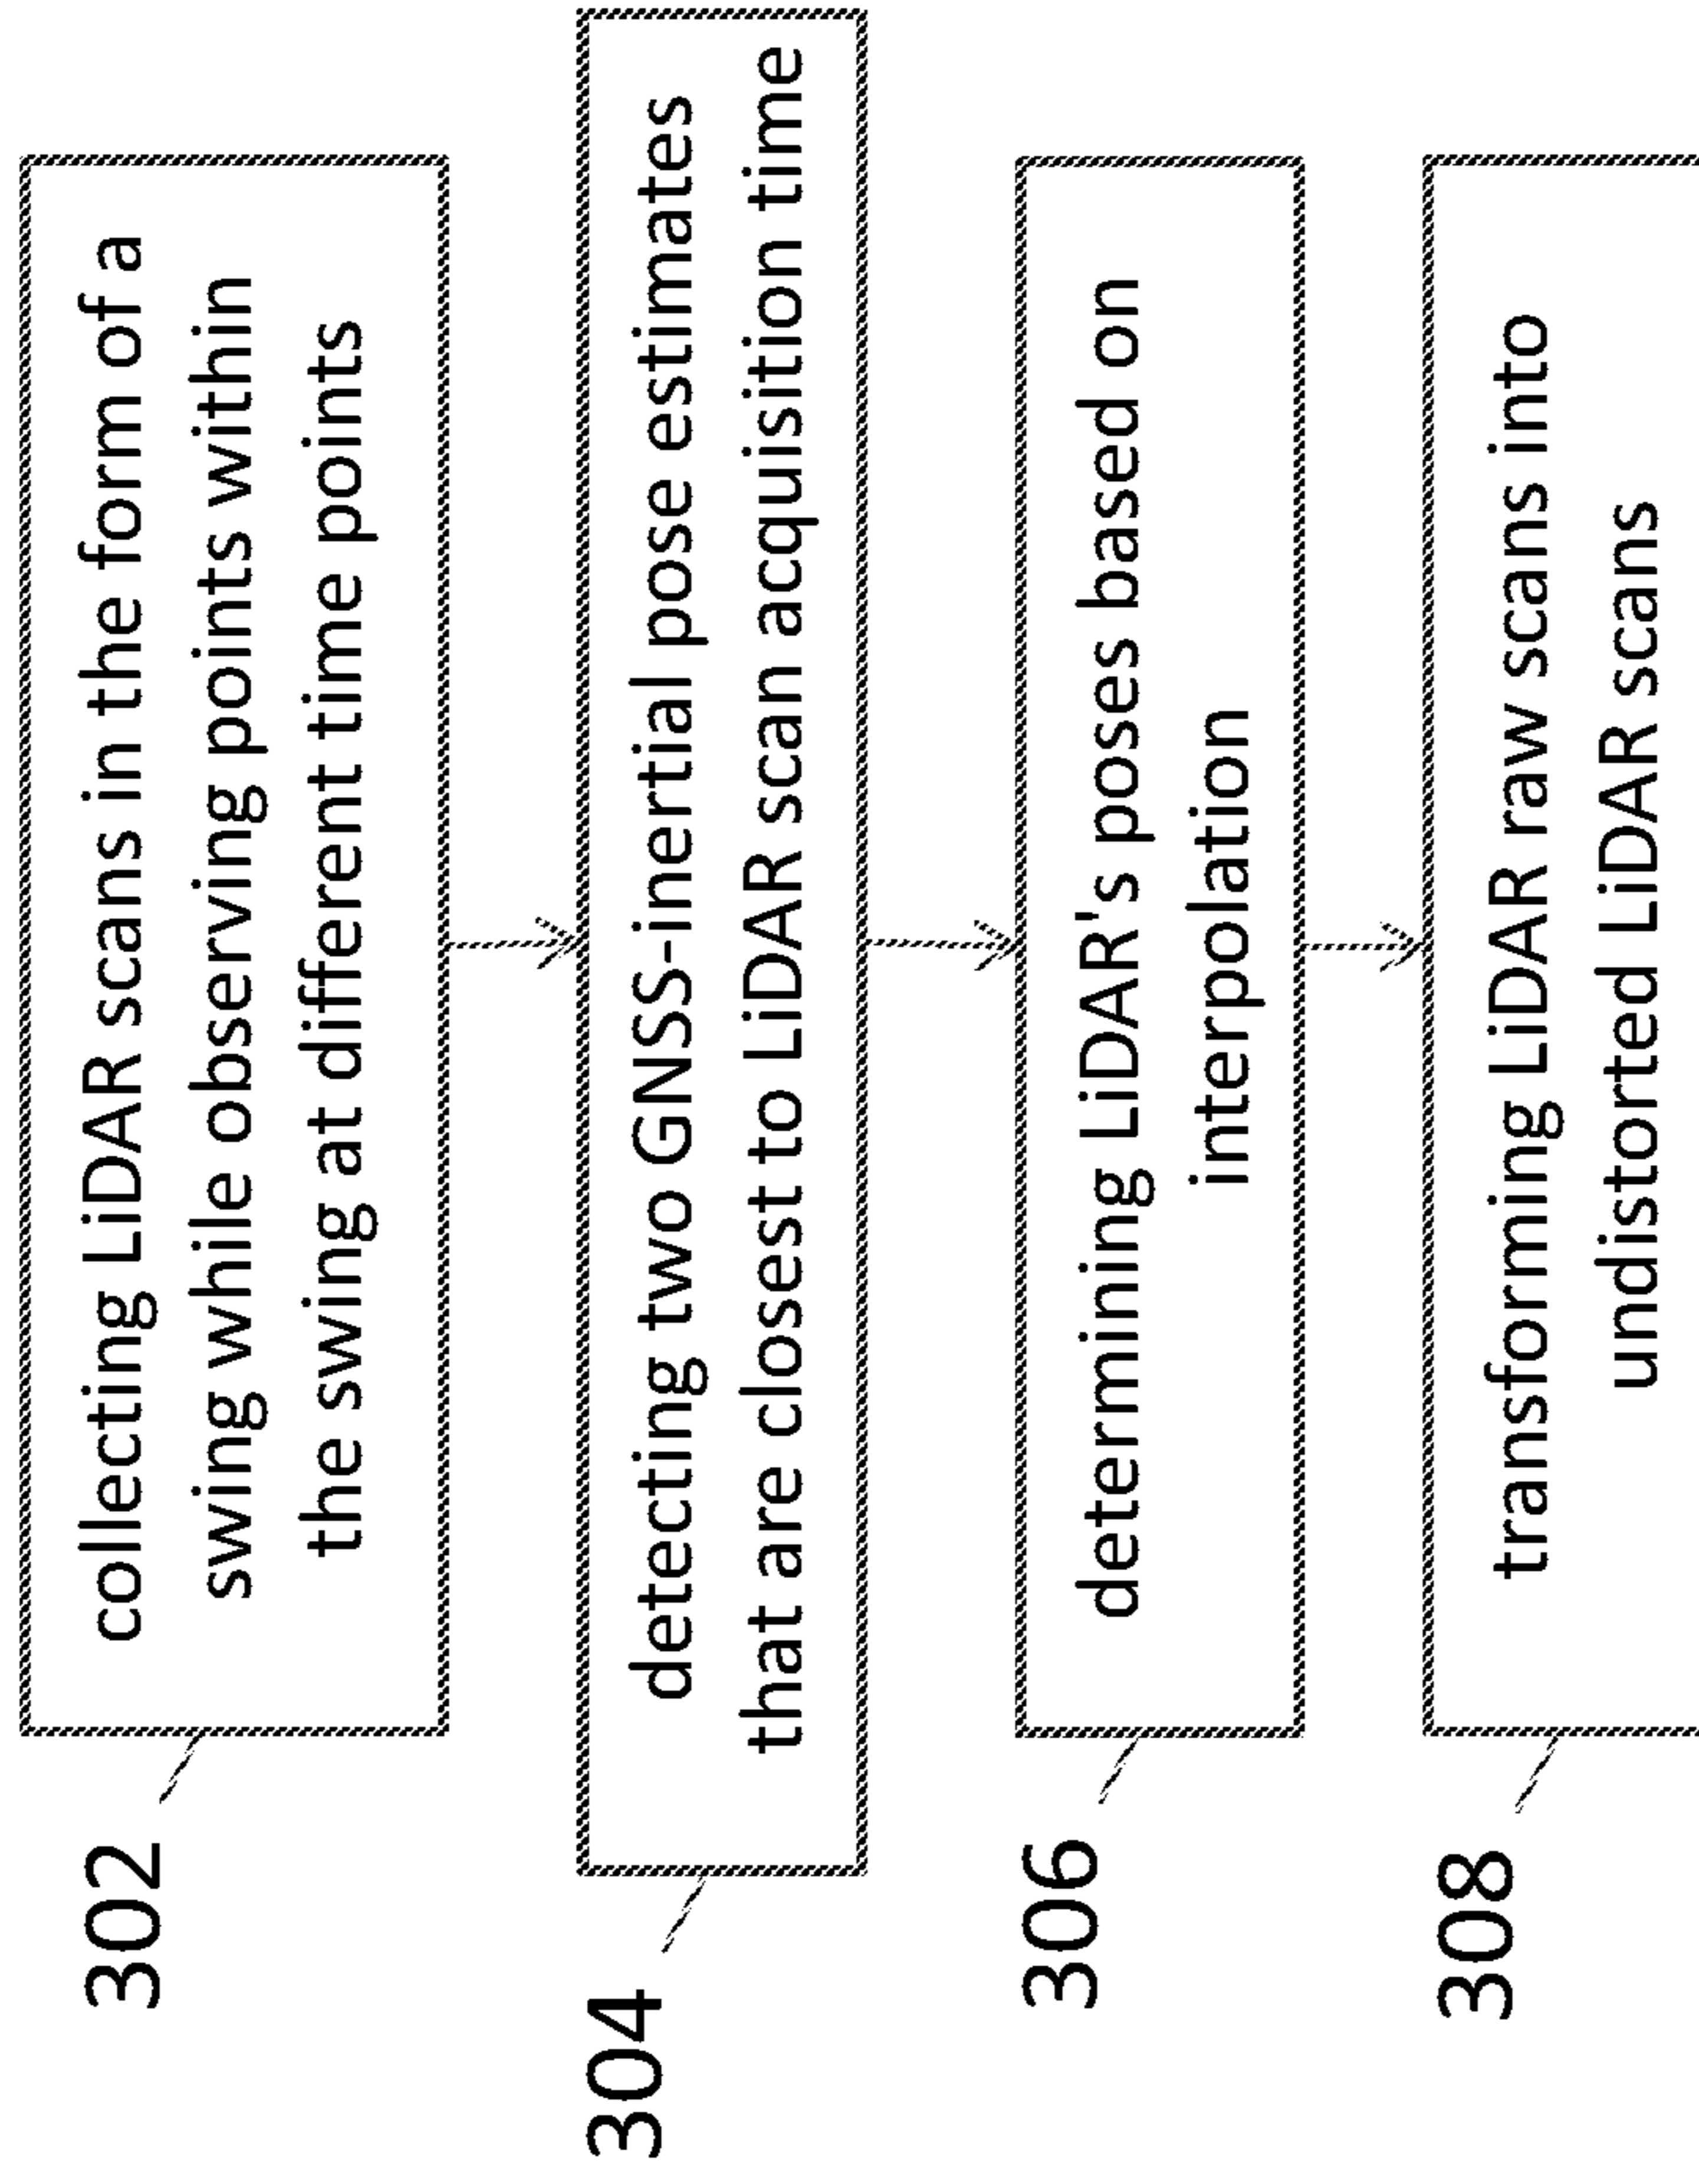 302
collecting LiDAR scans in the form of a
swing while observing points within
the swing at different time points
304
detecting two GNSS-inertial pose estimates
that are closest to LiDAR scan acquisition time
306
determining LiDAR's poses based on
interpolation
308
transforming LiDAR raw scans into
undistorted LiDAR scans